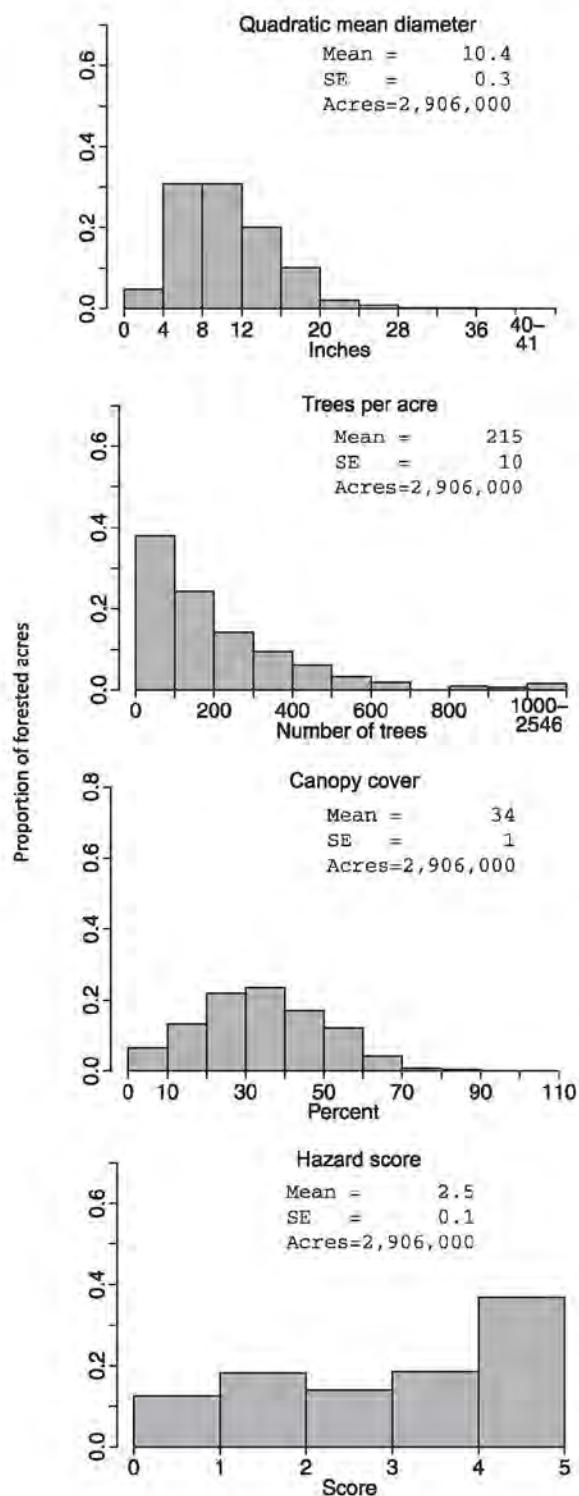 Proportion of forested acres
Quadratic mean diameter
Mean = 10.4
SE = 0.3
Acres=2,906,000
0.6
0.4
0.2
0.0
0 4 8 12 20 28 36 40–
41
Inches
Trees per acre
Mean = 215
SE = 10
Acres=2,906,000
0.6
0.4
0.2
0.0
0 200 400 600 800 1000–
2546
Number of trees
Canopy cover
Mean = 34
SE = 1
Acres=2,906,000
0.8
0.6
0.4
0.2
0.0
0 10 30 50 70 90 110
Percent
Hazard score
Mean = 2.5
SE = 0.1
Acres=2,906,000
0.6
0.4
0.2
0.0
0 1 2 3 4 5
Score